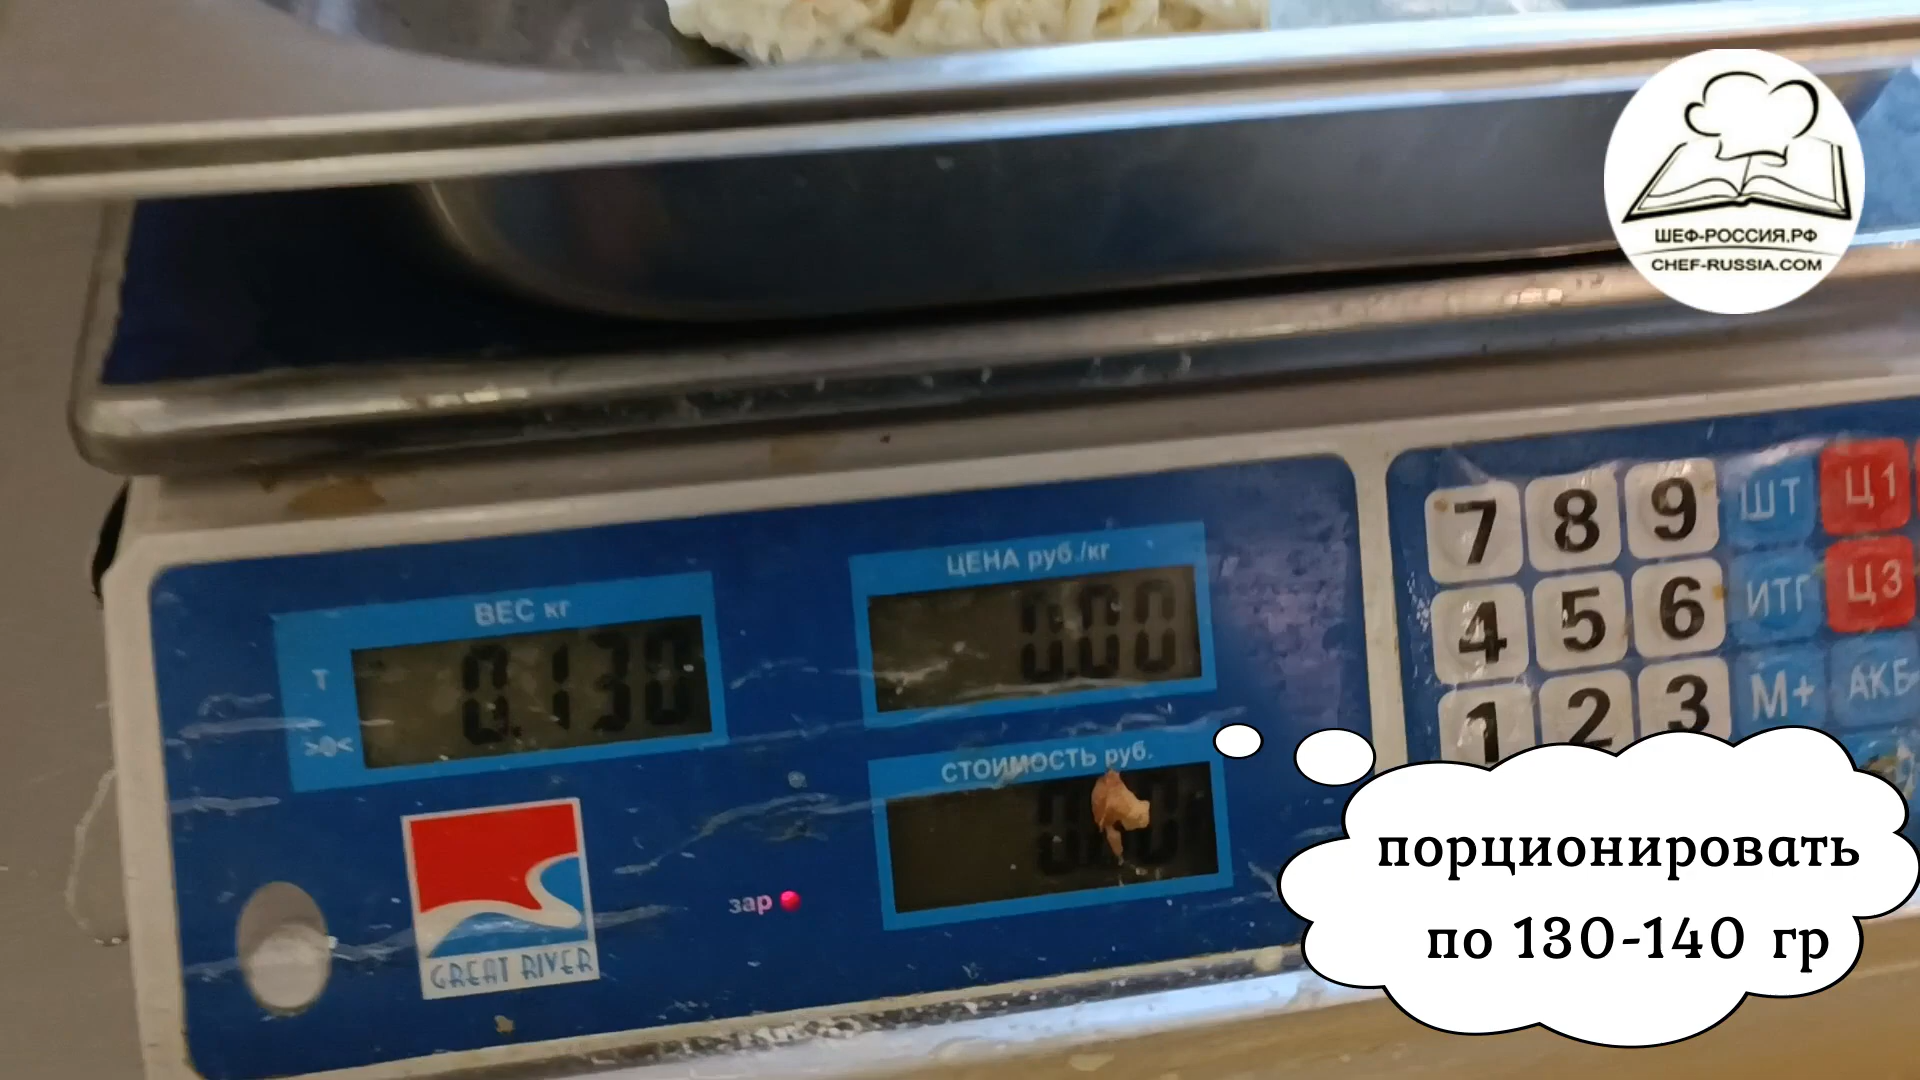 ШЕФ-РОССИЯ.РФ
CHEF-RUSSIA.COM
ЦЕНА руб./кг
0.00
ВЕС кг
0.130
Т
>0<
СТОИМОСТЬ руб.
зар
GREAT RIVER
7 8 9 ШТ Ц1
4 5 6 ИТГ Ц3
1 2 3 М+ АКБ
порционировать
по 130-140 гр